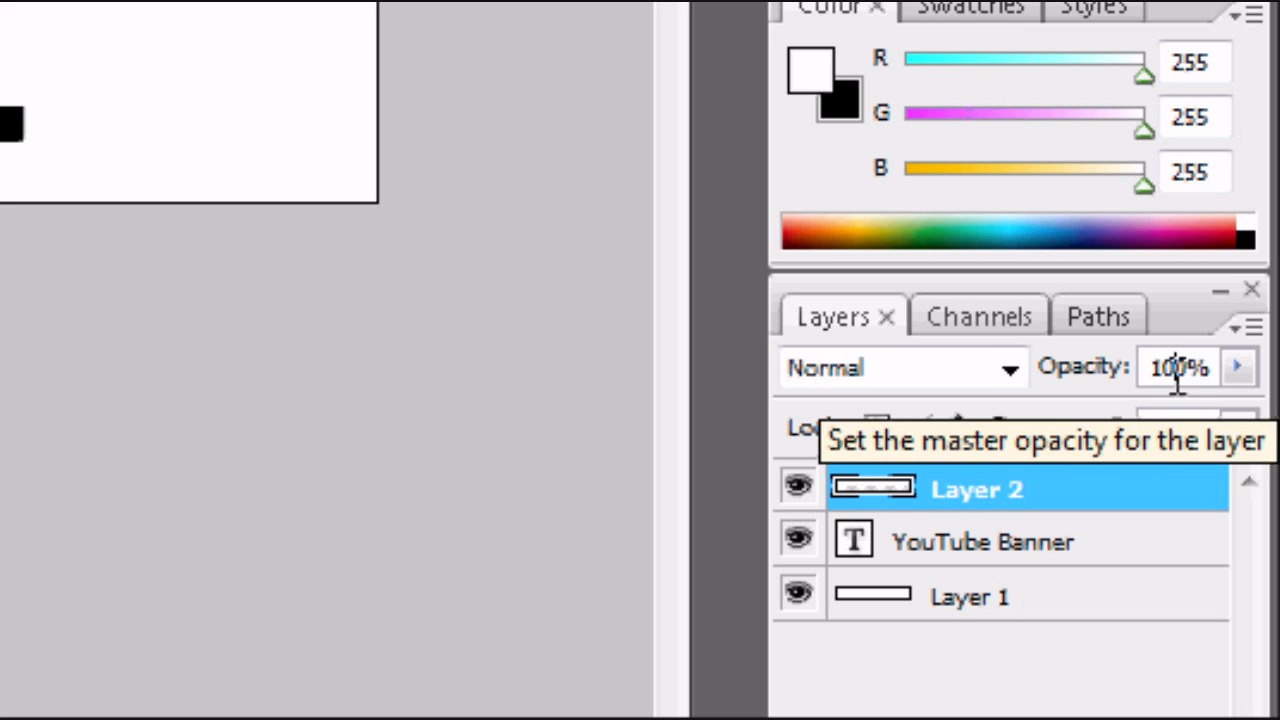 Color Swatches Styles
R 255
G 255
B 255
Layers Channels Paths
Normal Opacity: 100%
Set the master opacity for the layer
Layer 2
T YouTube Banner
Layer 1